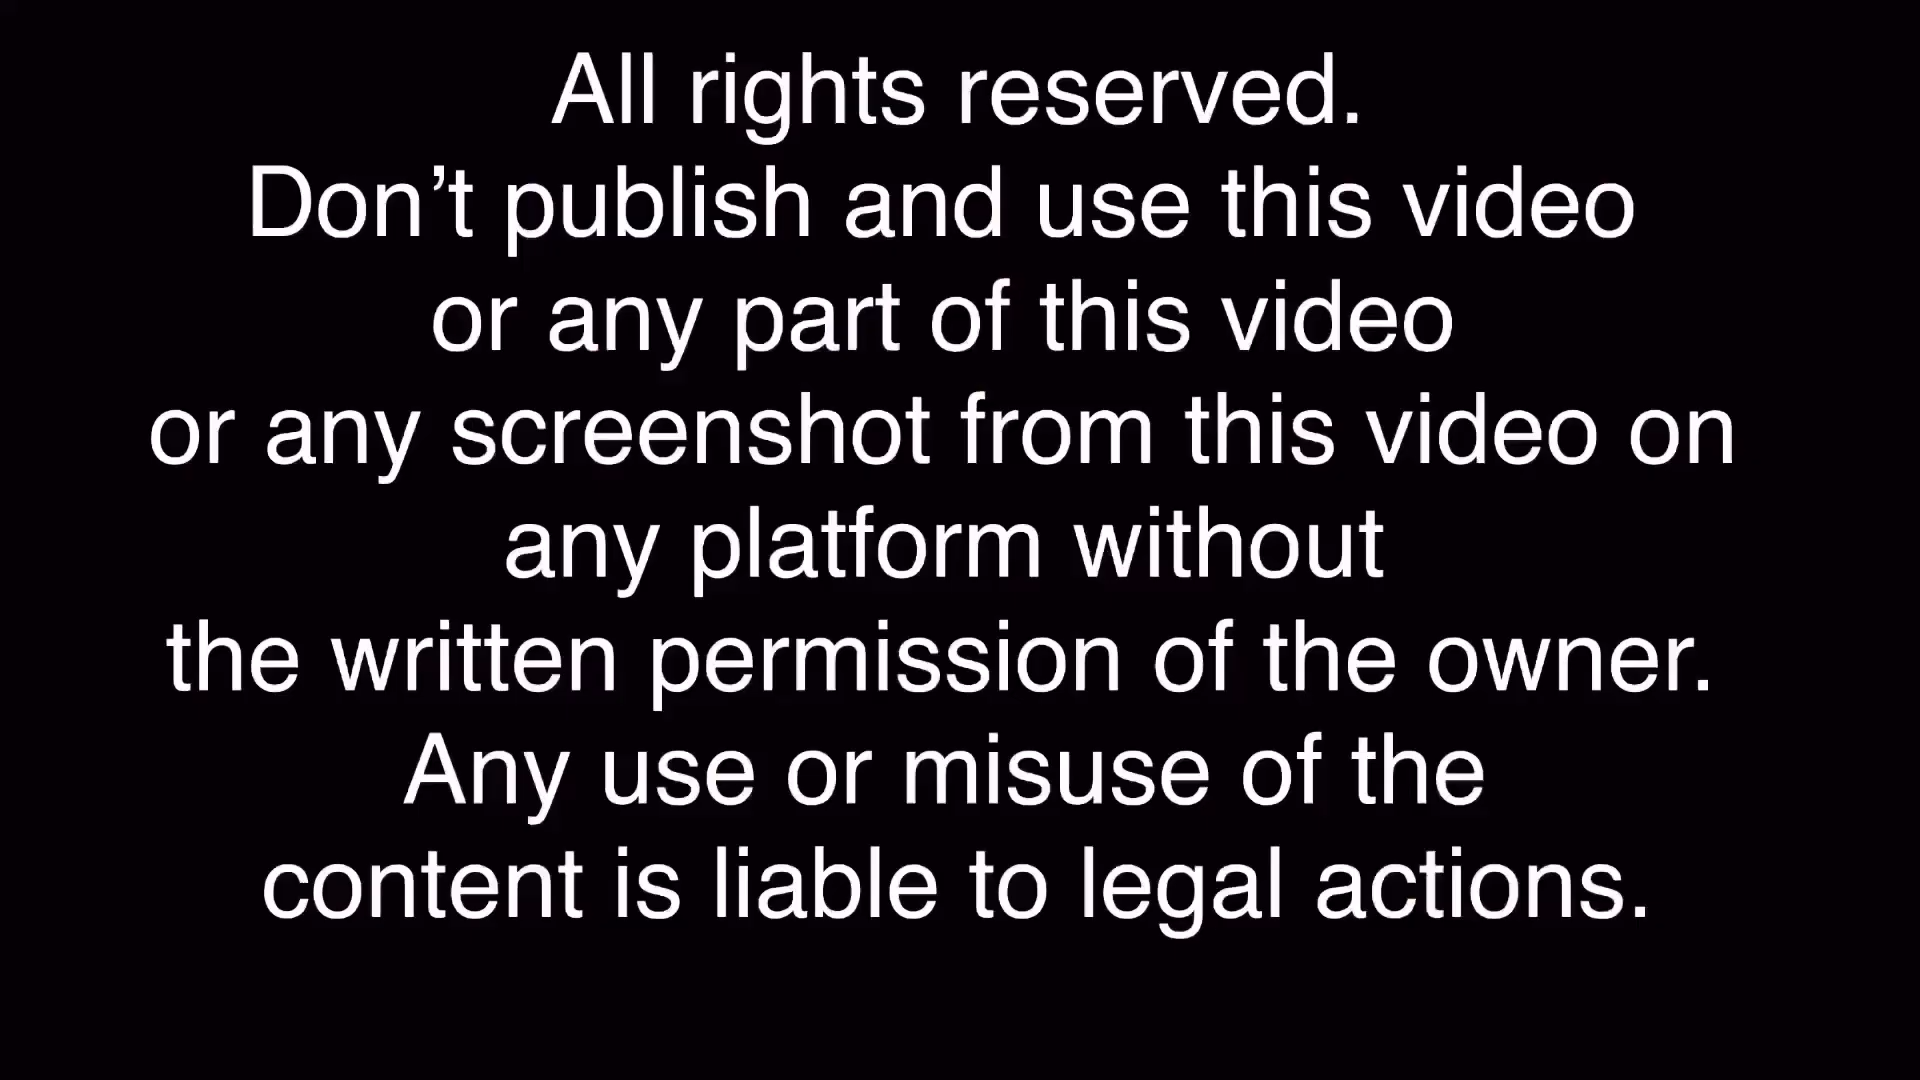 All rights reserved.
Don’t publish and use this video
or any part of this video
or any screenshot from this video on
any platform without
the written permission of the owner.
Any use or misuse of the
content is liable to legal actions.